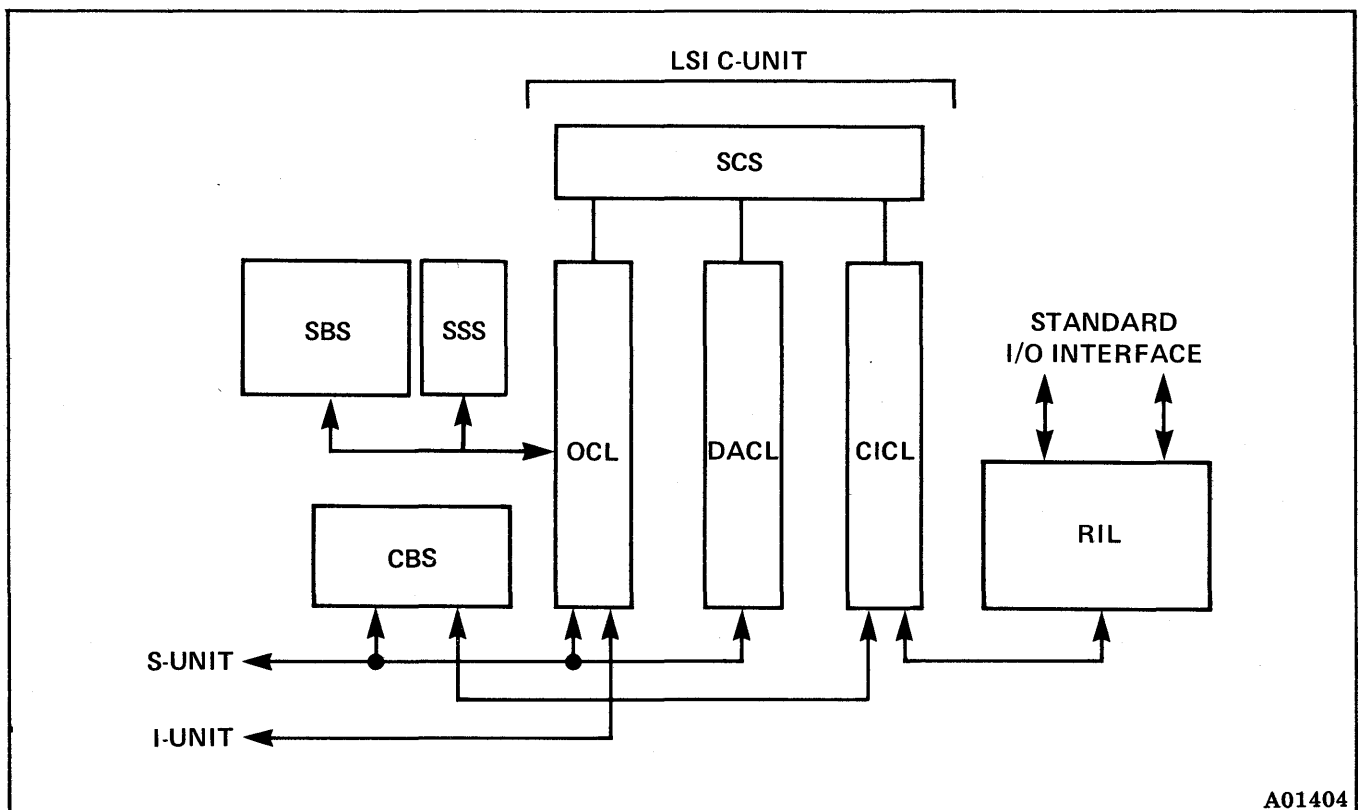 LSI C-UNIT
SCS
SBS
SSS
OCL
DACL
CICL
STANDARD
I/O INTERFACE
RIL
CBS
S-UNIT
I-UNIT
A01404